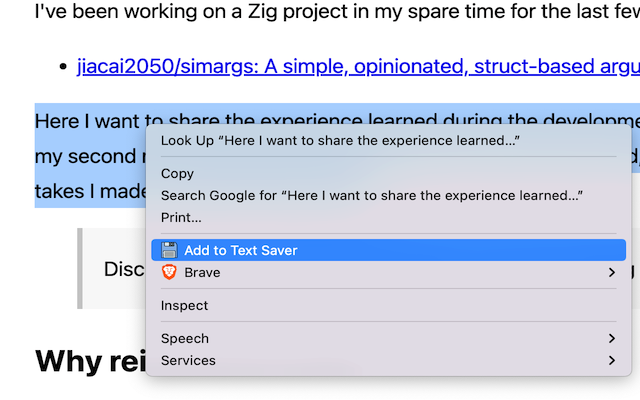 I've been working on a Zig project in my spare time for the last few
jiacai2050/simargs: A simple, opinionated, struct-based argu
Here I want to share the experience learned during the developme
my second
takes I made
Look Up “Here I want to share the experience learned...”
Copy
Search Google for “Here I want to share the experience learned...”
Print...
Add to Text Saver
Brave
Inspect
Speech
Services
Disc
Why rei